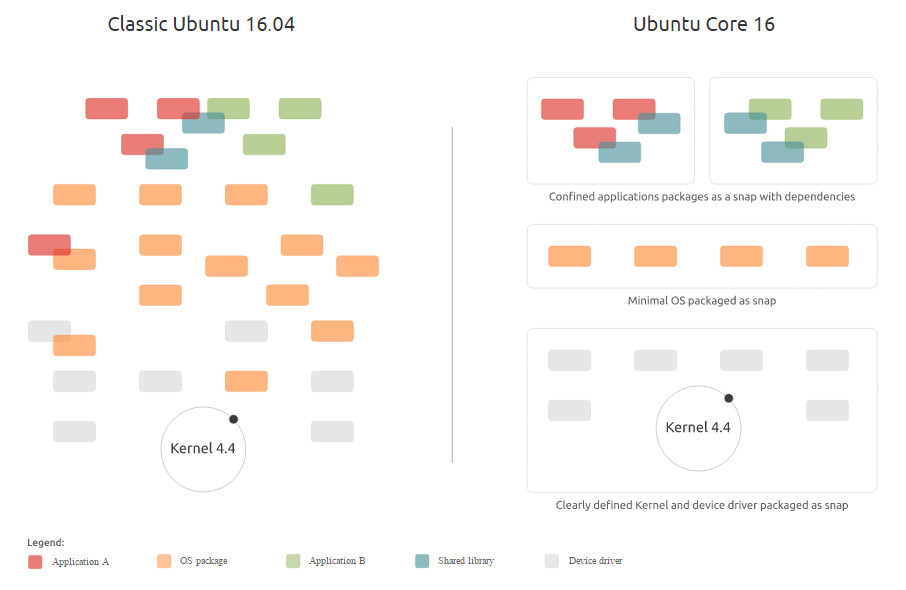 Classic Ubuntu 16.04
Ubuntu Core 16
Confined applications packages as a snap with dependencies
Minimal OS packaged as snap
Kernel 4.4
Kernel 4.4
Clearly defined Kernel and device driver packaged as snap
Legend:
Application A
OS package
Application B
Shared library
Device driver